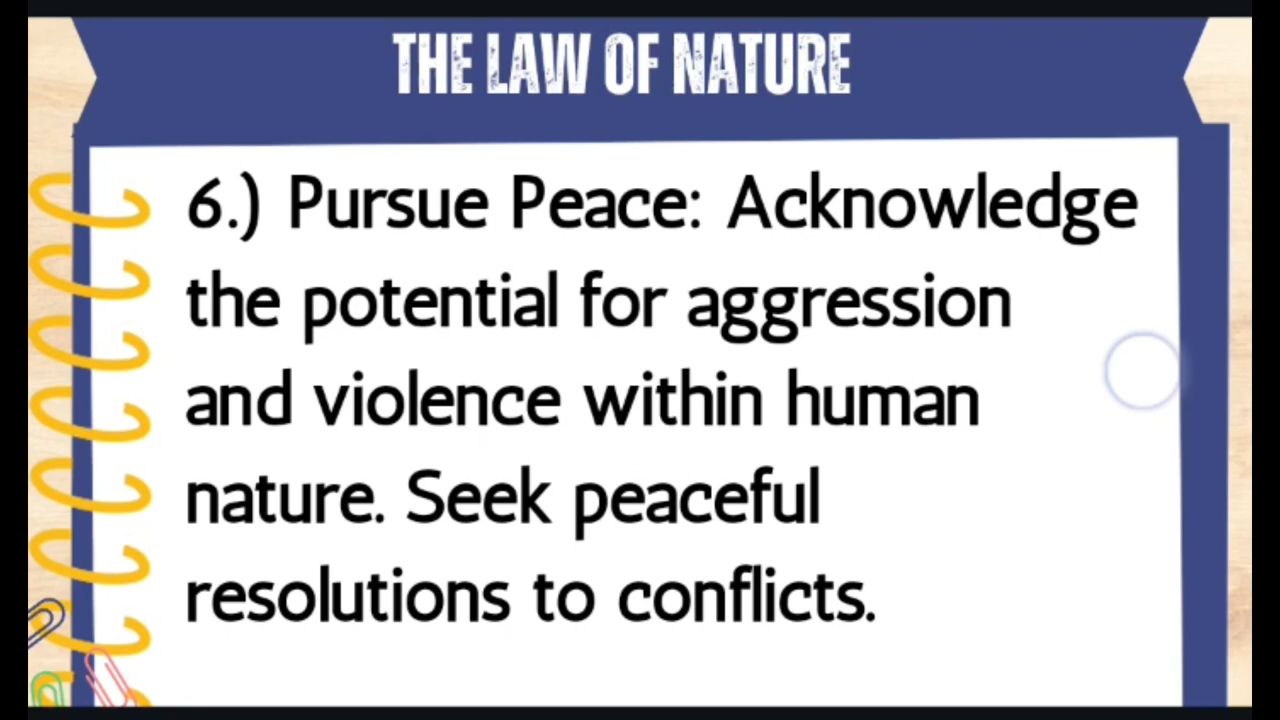 THE LAW OF NATURE
6.) Pursue Peace: Acknowledge
the potential for aggression
and violence within human
nature. Seek peaceful
resolutions to conflicts.